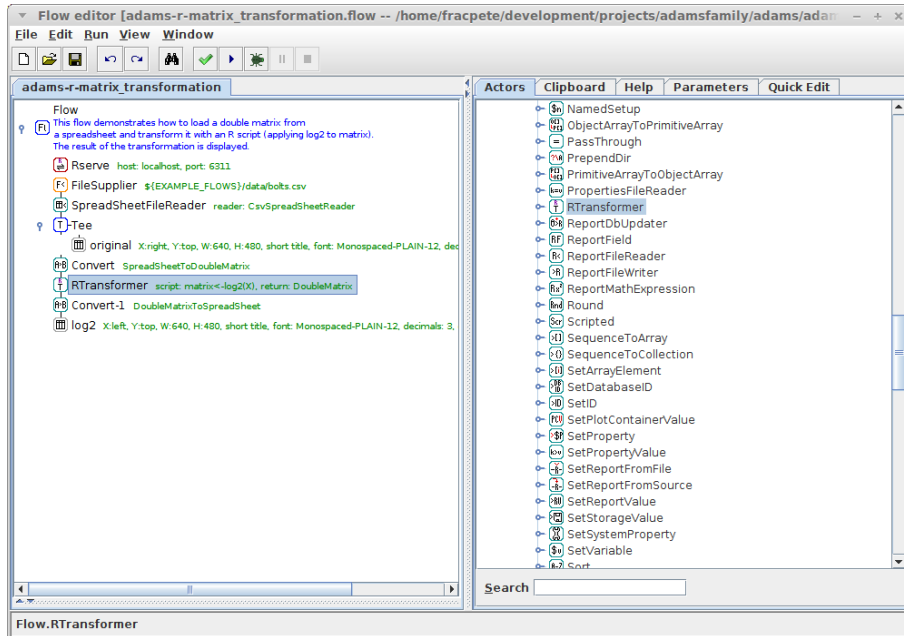 Flow editor [adams-r-matrix_transformation.flow -- /home/fracpete/development/projects/adamsfamily/adams/adan
File Edit Run View Window
adams-r-matrix_transformation
Flow
This flow demonstrates how to load a double matrix from
a spreadsheet and transform it with an R script (applying log2 to matrix).
The result of the transformation is displayed.
Rserve host: localhost, port: 6311
FileSupplier ${EXAMPLE_FLOWS}/data/bolts.csv
SpreadSheetFileReader reader: CsvSpreadSheetReader
Tee
original X:right, Y:top, W:640, H:480, short title, font: Monospaced-PLAIN-12, dec
Convert SpreadSheetToDoubleMatrix
RTransformer script: matrix<-log2(X), return: DoubleMatrix
Convert-1 DoubleMatrixToSpreadSheet
log2 X:left, Y:top, W:640, H:480, short title, font: Monospaced-PLAIN-12, decimals: 3,
Actors Clipboard Help Parameters Quick Edit
NamedSetup
ObjectArrayToPrimitiveArray
PassThrough
PrependDir
PrimitiveArrayToObjectArray
PropertiesFileReader
RTransformer
ReportDbUpdater
ReportField
ReportFileReader
ReportFileWriter
ReportMathExpression
Round
Scripted
SequenceToArray
SequenceToCollection
SetArrayElement
SetDatabaseID
SetID
SetPlotContainerValue
SetProperty
SetPropertyValue
SetReportFromFile
SetReportFromSource
SetReportValue
SetStorageValue
SetSystemProperty
SetVariable
Sort
Search
Flow.RTransformer